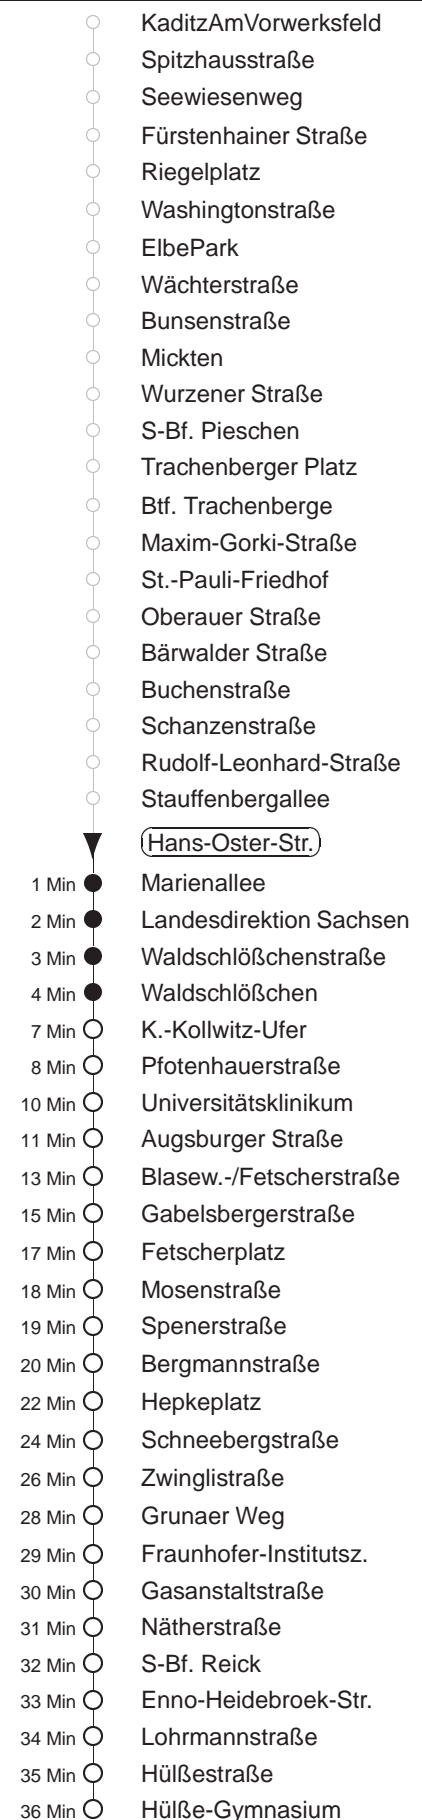 KaditzAmVorwerksfeld
Spitzhausstraße
Seewiesenweg
Fürstenhainer Straße
Riegelplatz
Washingtonstraße
ElbePark
Wächterstraße
Bunsenstraße
Mickten
Wurzener Straße
S-Bf. Pieschen
Trachenberger Platz
Btf. Trachenberge
Maxim-Gorki-Straße
St.-Pauli-Friedhof
Oberauer Straße
Bärwalder Straße
Buchenstraße
Schanzenstraße
Rudolf-Leonhard-Straße
Stauffenbergallee
Hans-Oster-Str.
1 Min Marienallee
2 Min Landesdirektion Sachsen
3 Min Waldschlößchenstraße
4 Min Waldschlößchen
7 Min K.-Kollwitz-Ufer
8 Min Pfotenhauerstraße
10 Min Universitätsklinikum
11 Min Augsburger Straße
13 Min Blasew.-/Fetscherstraße
15 Min Gabelsbergerstraße
17 Min Fetscherplatz
18 Min Mosenstraße
19 Min Spenerstraße
20 Min Bergmannstraße
22 Min Hepkeplatz
24 Min Schneebergstraße
26 Min Zwinglistraße
28 Min Grunaer Weg
29 Min Fraunhofer-Institutsz.
30 Min Gasanstaltstraße
31 Min Nätherstraße
32 Min S-Bf. Reick
33 Min Enno-Heidebroek-Str.
34 Min Lohrmannstraße
35 Min Hülßestraße
36 Min Hülße-Gymnasium